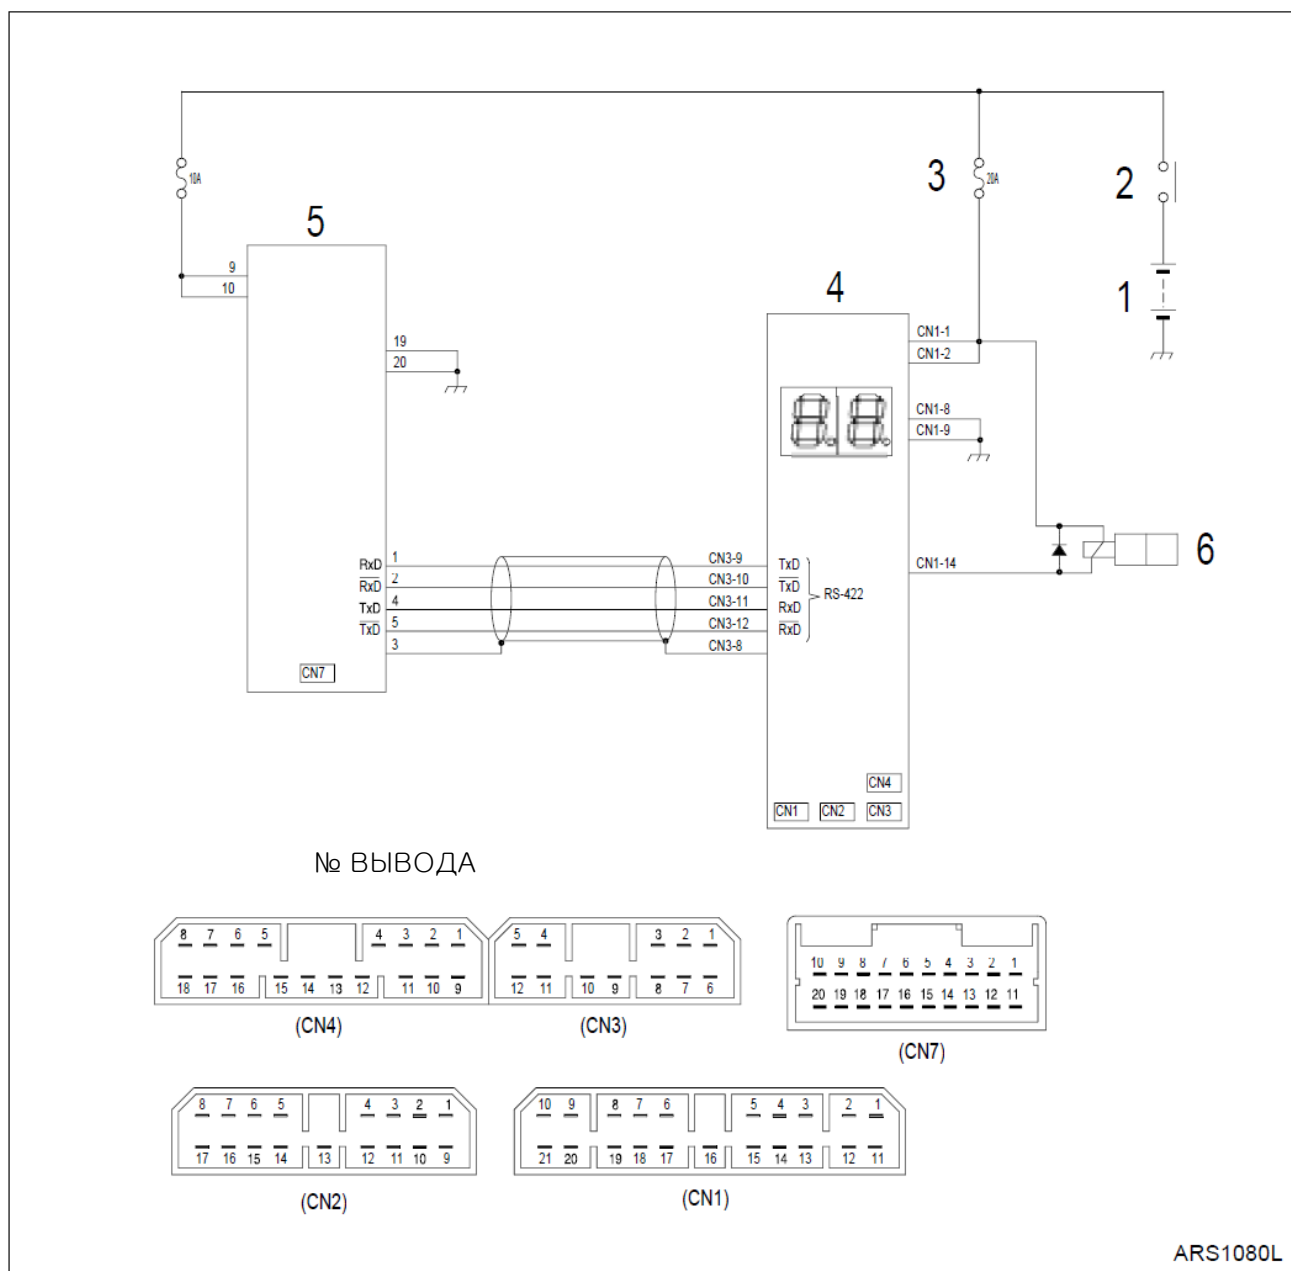 10A
3
20A
2
5
9
10
1
4
19
20
CN1-1
CN1-2
CN1-8
CN1-9
6
RxD 1 CN3-9 TxD
RxD 2 CN3-10 TxD
TxD 4 CN3-11 RxD
TxD 5 CN3-12 RxD
3 CN3-8
RS-422
CN1-14
CN7
CN4
CN1 CN2 CN3
№ ВЫВОДА
8 7 6 5 4 3 2 1
18 17 16 15 14 13 12 11 10 9
(CN4)
5 4 3 2 1
12 11 10 9 8 7 6
(CN3)
10 9 8 7 6 5 4 3 2 1
20 19 18 17 16 15 14 13 12 11
(CN7)
8 7 6 5 4 3 2 1
17 16 15 14 13 12 11 10 9
(CN2)
10 9 8 7 6 5 4 3 2 1
21 20 19 18 17 16 15 14 13 12 11
(CN1)
ARS1080L